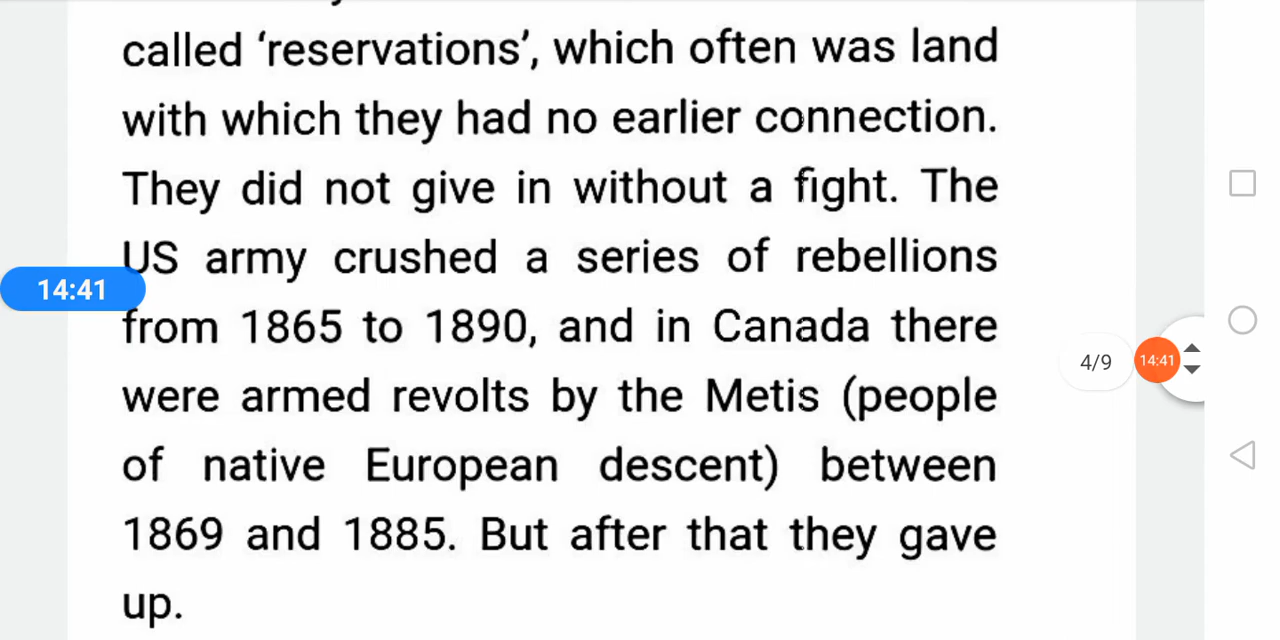 called ‘reservations’, which often was land
with which they had no earlier connection.
They did not give in without a fight. The
US army crushed a series of rebellions
14:41
from 1865 to 1890, and in Canada there
4/9
14:41
were armed revolts by the Metis (people
of native European descent) between
1869 and 1885. But after that they gave
up.